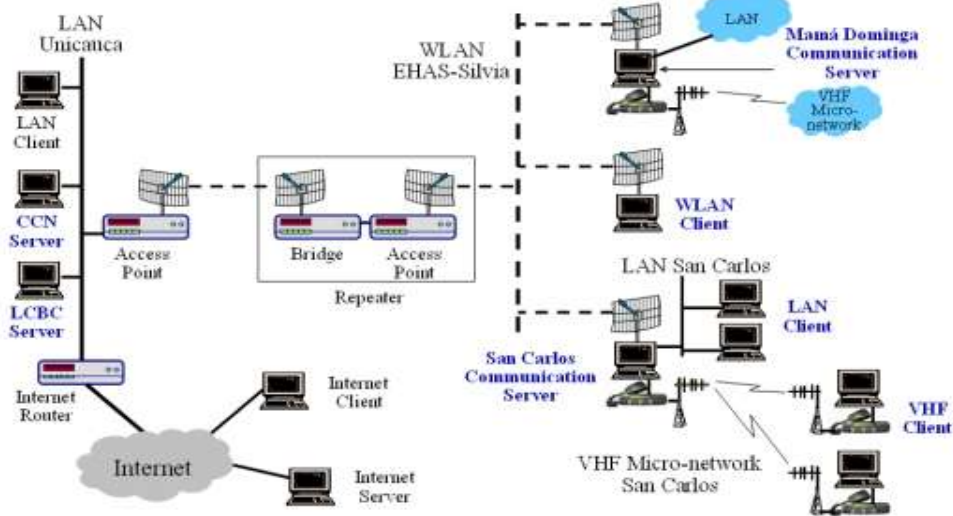 LAN
Unicauca
LAN
Client
CCN
Server
LCBC
Server
Internet
Router
Internet
Internet
Client
Internet
Server
Access
Point
Bridge
Access
Point
Repeater
WLAN
EHAS-Silvia
LAN
Mamá Dominga
Communication
Server
VHF
Micro-
network
WLAN
Client
LAN San Carlos
LAN
Client
San Carlos
Communication
Server
VHF
Client
VHF Micro-network
San Carlos